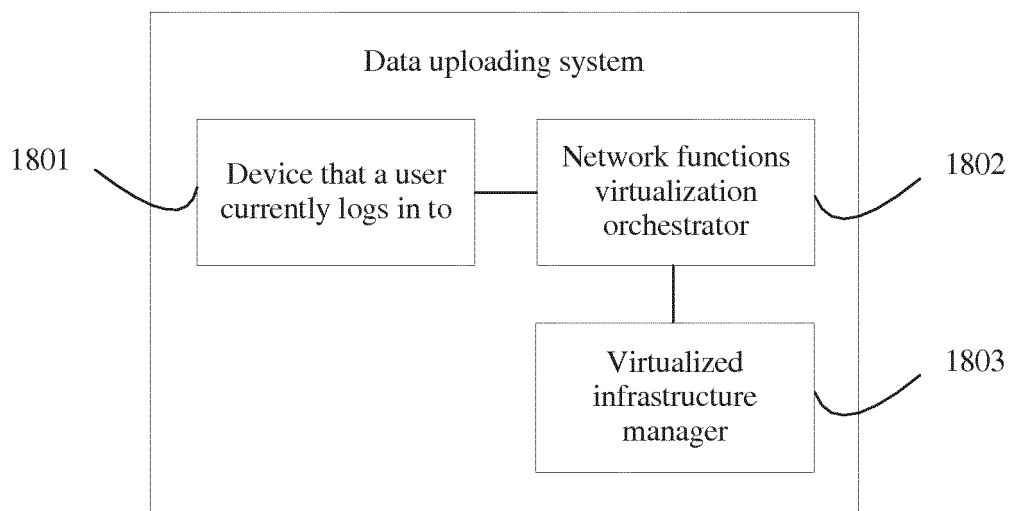 Data uploading system
1801
Device that a user
currently logs in to
Network functions
virtualization
orchestrator
1802
Virtualized
infrastructure
manager
1803